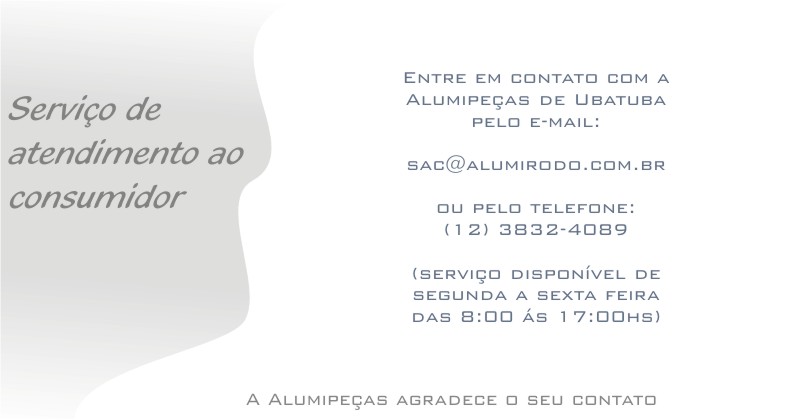 Serviço de
atendimento ao
consumidor
Entre em contato com a
Alumipeças de Ubatuba
pelo e-mail:
sac@alumirodo.com.br
ou pelo telefone:
(12) 3832-4089
(serviço disponível de
segunda a sexta feira
das 8:00 ás 17:00hs)
A Alumipeças agradece o seu contato